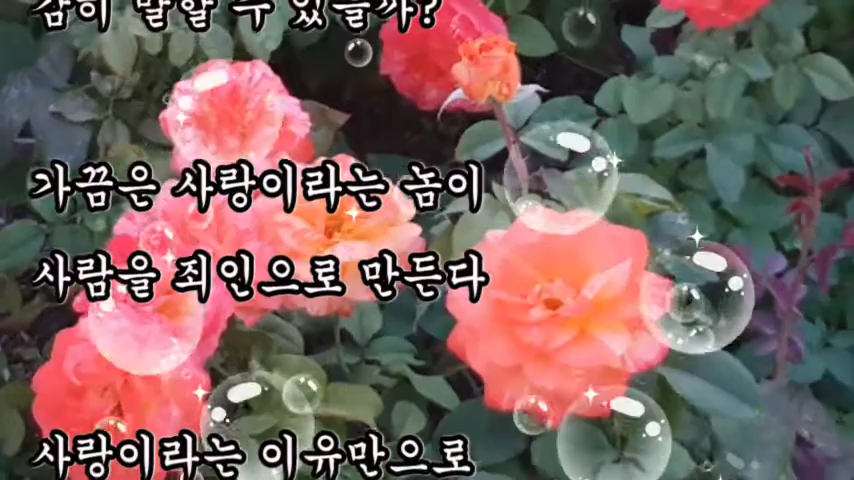 감히 말할 수 있을까?
가끔은 사랑이라는 놈이
사람을 죄인으로 만든다
사랑이라는 이유만으로